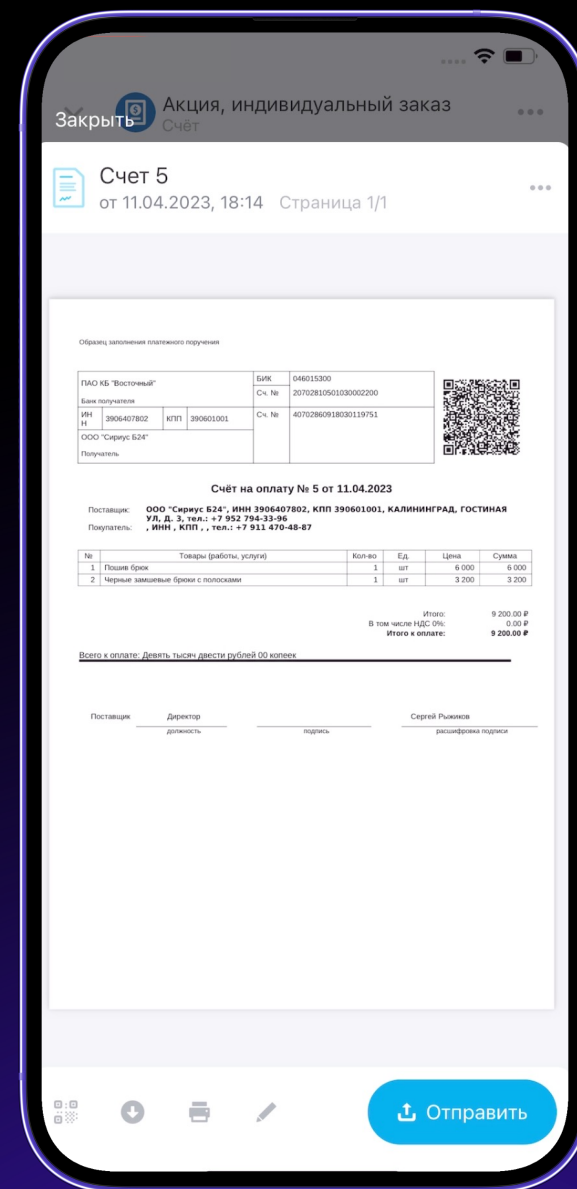 Акция, индивидуальный заказ
Закрыть
Счёт
Счет 5
от 11.04.2023, 18:14 Страница 1/1
Образец заполнения платежного поручения
ПАО КБ "Восточный"
Банк получателя
БИК 046015300
Сч. № 20702810501030002200
ИНН 3906407802 КПП 390601001 Сч. № 40702860918030119751
ООО "Сириус Б24"
Получатель
Счёт на оплату № 5 от 11.04.2023
Поставщик: ООО "Сириус Б24", ИНН 3906407802, КПП 390601001, КАЛИНИНГРАД, ГОСТИНАЯ
УЛ, Д. 3, тел.: +7 952 794-33-96
Покупатель: , ИНН , КПП , , тел.: +7 911 470-48-87
№ Товары (работы, услуги) Кол-во Ед. Цена Сумма
1 Пошив брюк 1 шт 6 000 6 000
2 Черные замшевые брюки с полосками 1 шт 3 200 3 200
Итого: 9 200.00 ₽
В том числе НДС 0%: 0.00 ₽
Итого к оплате: 9 200.00 ₽
Всего к оплате: Девять тысяч двести рублей 00 копеек
Поставщик Директор Сергей Рыжиков
должность подпись расшифровка подписи
Отправить